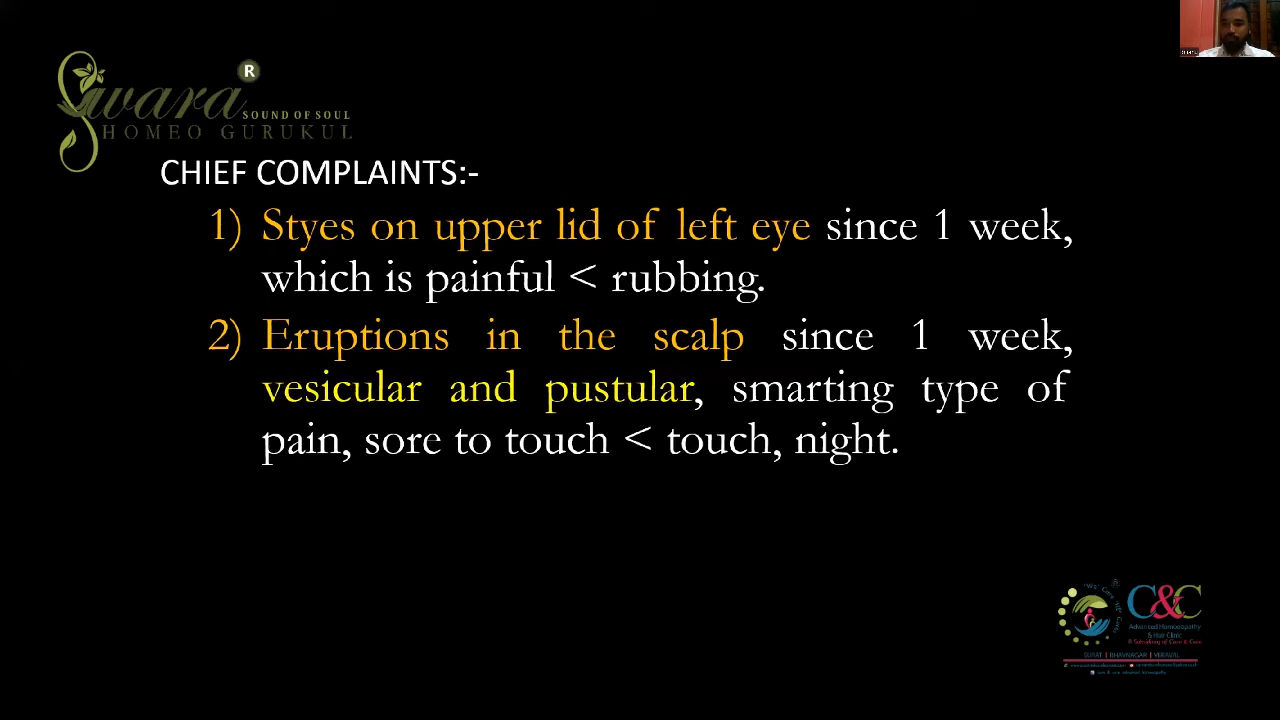 Swara
R
SOUND OF SOUL
HOMEO GURUKUL
CHIEF COMPLAINTS:-
1) Styes on upper lid of left eye since 1 week,
which is painful < rubbing.
2) Eruptions in the scalp since 1 week,
vesicular and pustular, smarting type of
pain, sore to touch < touch, night.
C&C
Advanced Homoeopathy
& Hair Clinic
SURAT | BHAVNAGAR | VERAVAL